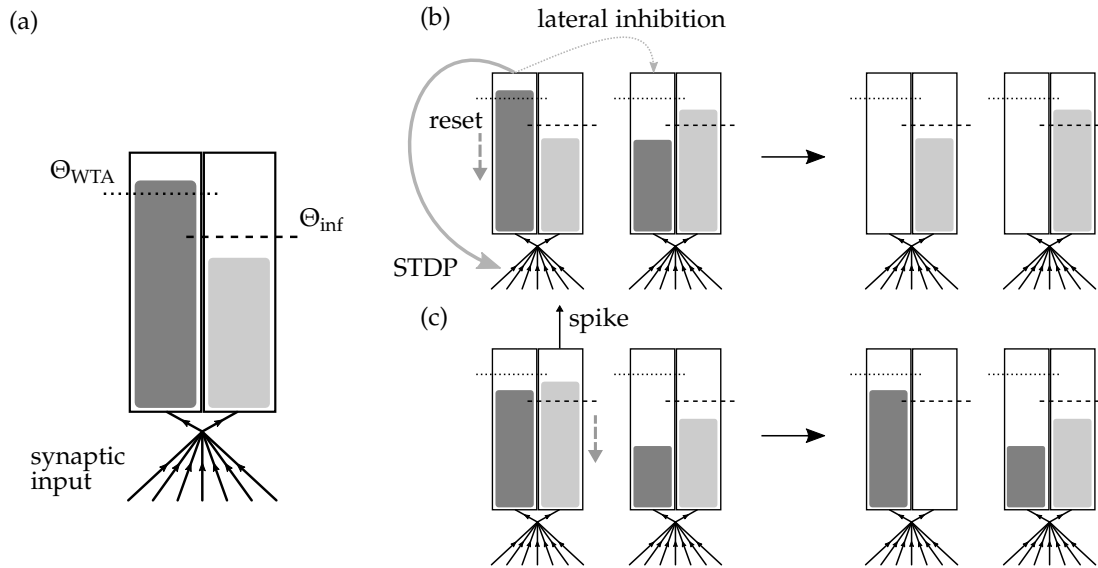 (a)
Θ_WTA
Θ_inf
synaptic
input
(b)
lateral inhibition
reset
STDP
(c)
spike